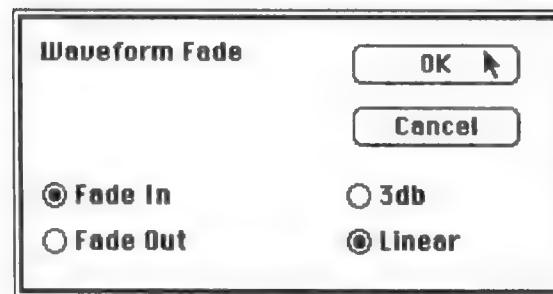 Waveform Fade
OK
Cancel
Fade In
3db
Fade Out
Linear